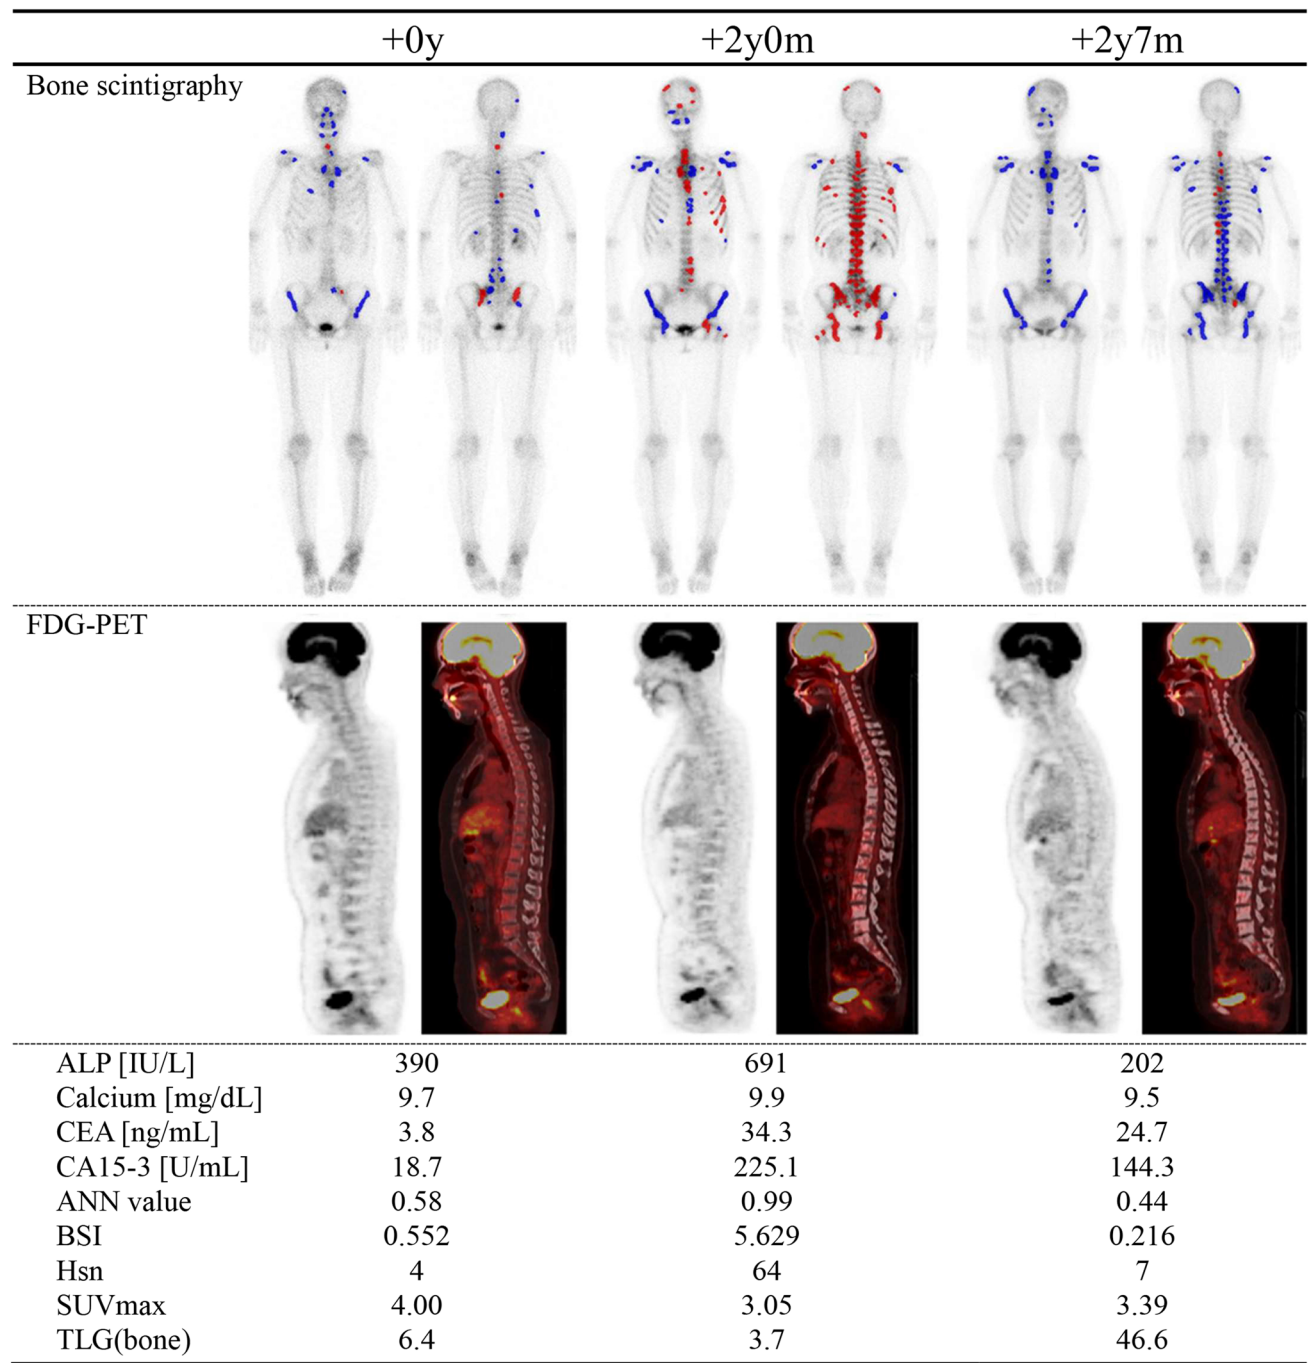 +0y +2y0m +2y7m
Bone scintigraphy
FDG-PET
ALP [IU/L] 390 691 202
Calcium [mg/dL] 9.7 9.9 9.5
CEA [ng/mL] 3.8 34.3 24.7
CA15-3 [U/mL] 18.7 225.1 144.3
ANN value 0.58 0.99 0.44
BSI 0.552 5.629 0.216
Hsn 4 64 7
SUVmax 4.00 3.05 3.39
TLG(bone) 6.4 3.7 46.6